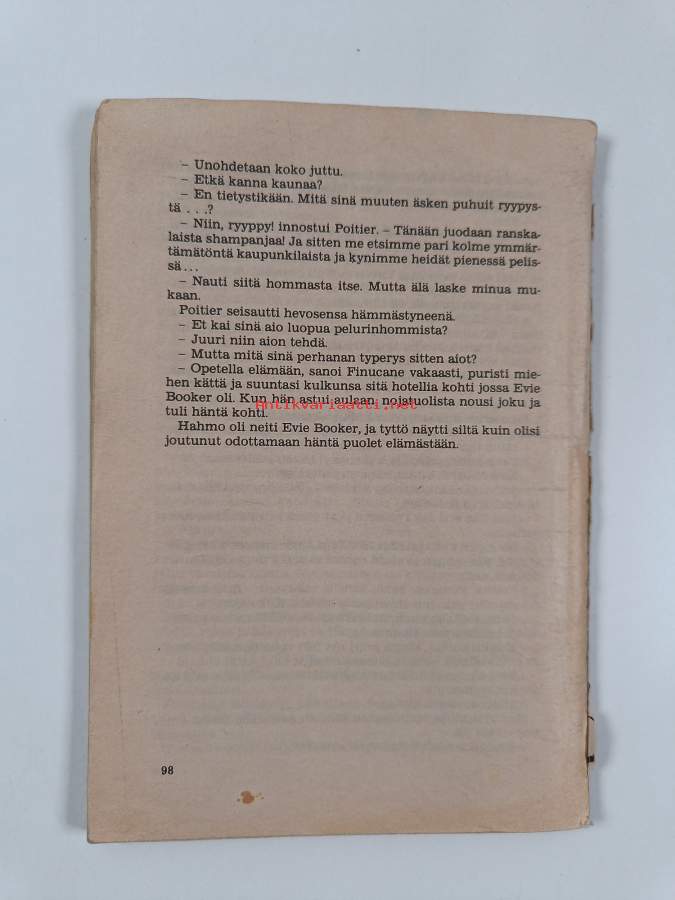 – Unohdetaan koko juttu.
– Etkä kanna kaunaa?
– En tietystikään. Mitä sinä muuten äsken puhuit ryypys-
tä . . .?
– Niin, ryyppy! innostui Poitier. – Tänään juodaan ranska-
laista shampanjaa! Ja sitten me etsimme pari kolme ymmär-
tämätöntä kaupunkilaista ja kynimme heidät pienessä pelis-
sä . . .
– Nauti siitä hommasta itse. Mutta älä laske minua mu-
kaan.
Poitier seisautti hevosensa hämmästyneenä.
– Et kai sinä aio luopua pelurinhommista?
– Juuri niin aion tehdä.
– Mutta mitä sinä perhanan typerys sitten aiot?
– Opetella elämään, sanoi Finucane vakaasti, puristi mie-
hen kättä ja suuntasi kulkunsa sitä hotellia kohti jossa Evie
Booker oli. Kun hän astui aulaan nojatuolista nousi joku ja
Antikvariaatti.net
tuli häntä kohti.
Hahmo oli neiti Evie Booker, ja tyttö näytti siltä kuin olisi
joutunut odottamaan häntä puolet elämästään.
98